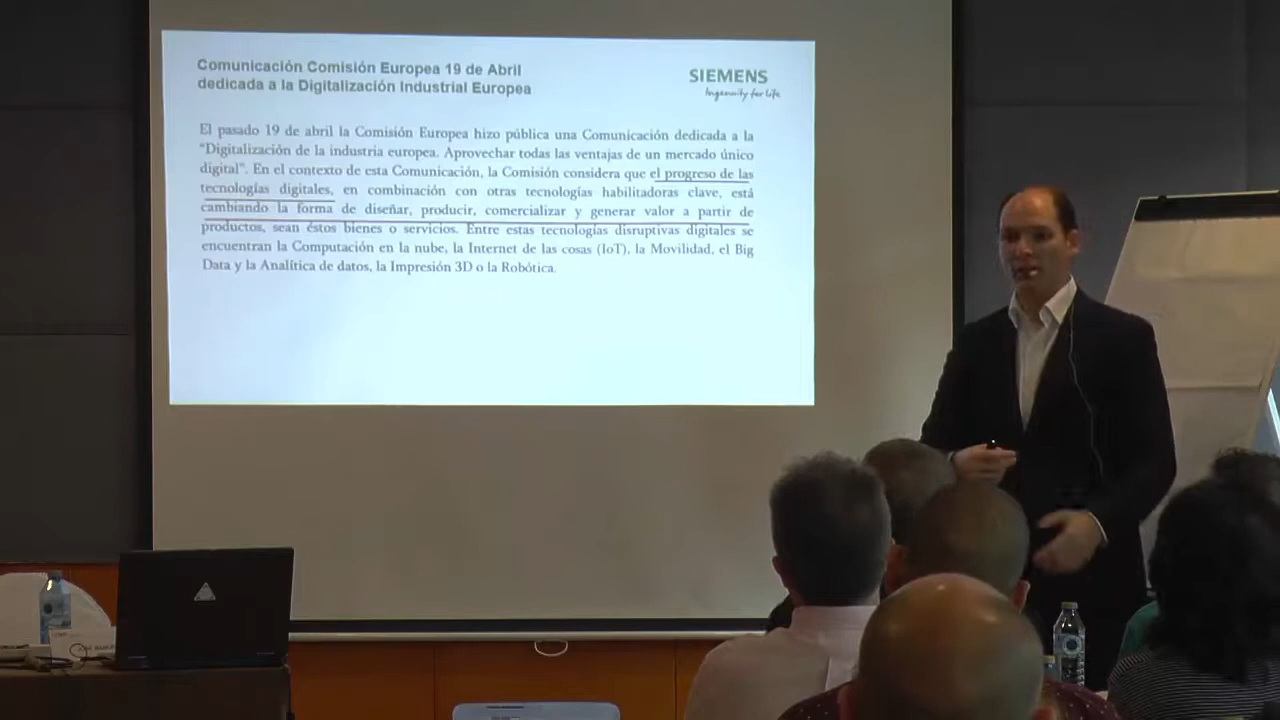 Comunicación Comisión Europea 19 de Abril
dedicada a la Digitalización Industrial Europea
SIEMENS
Ingenuity for life
El pasado 19 de abril la Comisión Europea hizo pública una Comunicación dedicada a la
“Digitalización de la industria europea. Aprovechar todas las ventajas de un mercado único
digital”. En el contexto de esta Comunicación, la Comisión considera que el progreso de las
tecnologías digitales, en combinación con otras tecnologías habilitadoras clave, está
cambiando la forma de diseñar, producir, comercializar y generar valor a partir de
productos, sean éstos bienes o servicios. Entre estas tecnologías disruptivas digitales se
encuentran la Computación en la nube, la Internet de las cosas (IoT), la Movilidad, el Big
Data y la Analítica de datos, la Impresión 3D o la Robótica.